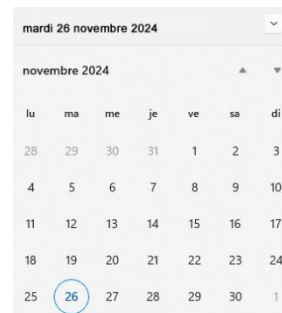 mardi 26 novembre 2024
novembre 2024
lu ma me je ve sa di
28 29 30 31 1 2 3
4 5 6 7 8 9 10
11 12 13 14 15 16 17
18 19 20 21 22 23 24
25 26 27 28 29 30 1